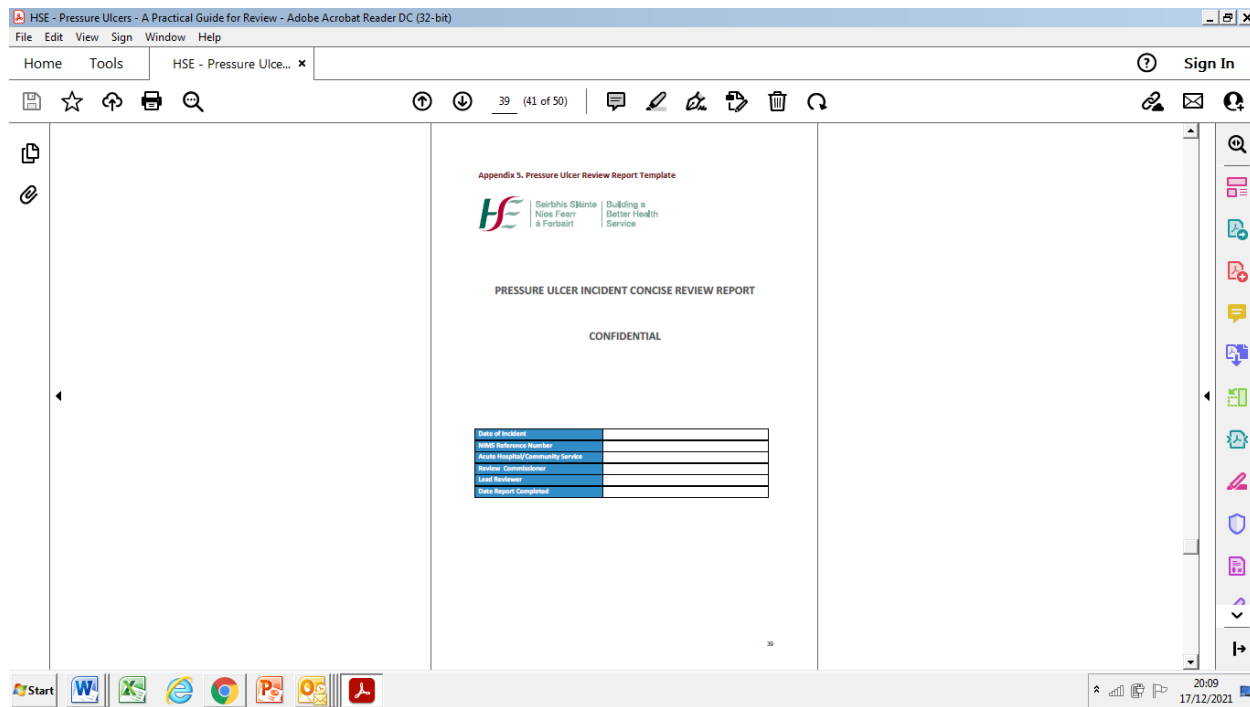 HSE - Pressure Ulcers - A Practical Guide for Review - Adobe Acrobat Reader DC (32-bit)
File Edit View Sign Window Help
Home Tools HSE - Pressure Ulce... ×
Sign In
39 (41 of 50)
Appendix 5. Pressure Ulcer Review Report Template
Seirbhís Sláinte Building a
Níos Fearr Better Health
á Forbairt Service
PRESSURE ULCER INCIDENT CONCISE REVIEW REPORT
CONFIDENTIAL
Date of Incident
NIMS Reference Number
Acute Hospital/Community Service
Review Commissioner
Lead Reviewer
Date Report Completed
39
Start
20:09
17/12/2021